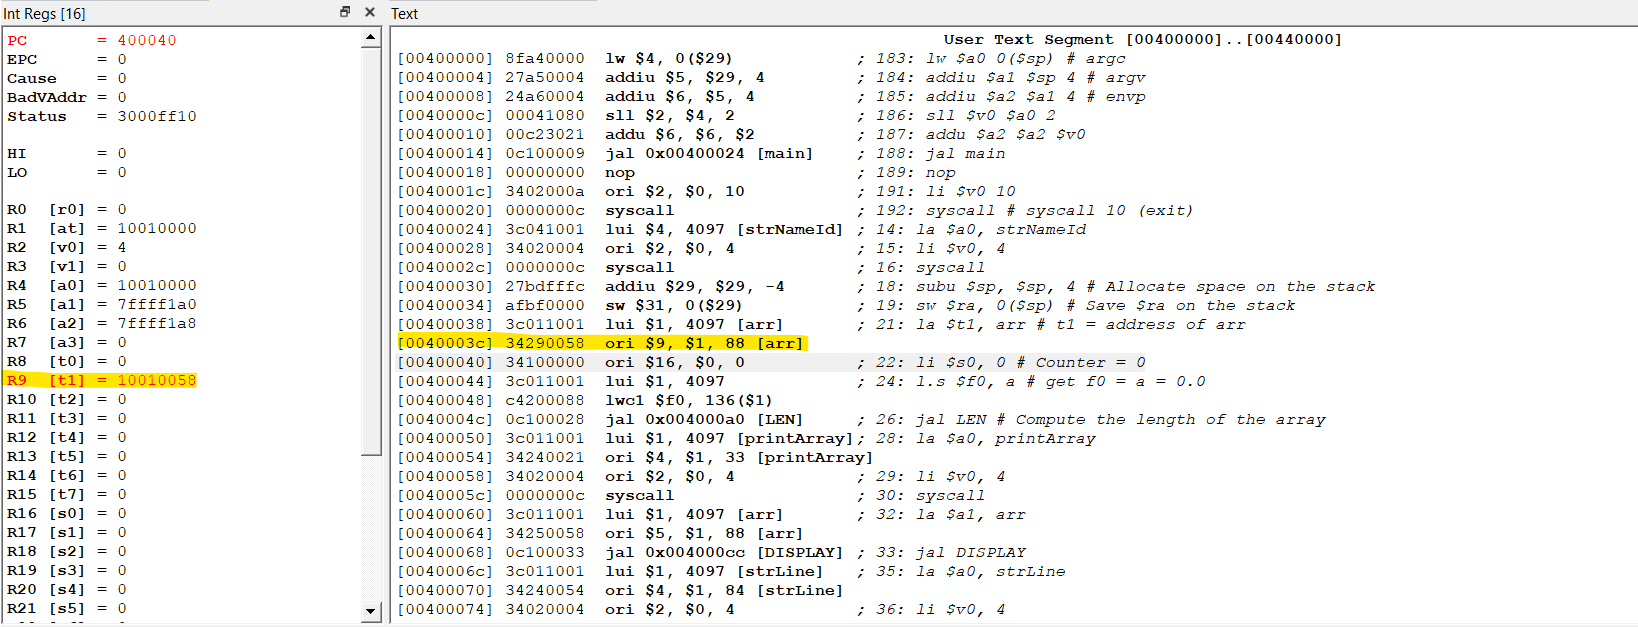 Int Regs [16]
PC = 400040
EPC = 0
Cause = 0
BadVAddr = 0
Status = 3000ff10
HI = 0
LO = 0
R0 [r0] = 0
R1 [at] = 10010000
R2 [v0] = 4
R3 [v1] = 0
R4 [a0] = 10010000
R5 [a1] = 7ffff1a0
R6 [a2] = 7ffff1a8
R7 [a3] = 0
R8 [t0] = 0
R9 [t1] = 10010058
R10 [t2] = 0
R11 [t3] = 0
R12 [t4] = 0
R13 [t5] = 0
R14 [t6] = 0
R15 [t7] = 0
R16 [s0] = 0
R17 [s1] = 0
R18 [s2] = 0
R19 [s3] = 0
R20 [s4] = 0
R21 [s5] = 0
Text
User Text Segment [00400000]..[00440000]
[00400000] 8fa40000 lw $4, 0($29) ; 183: lw $a0 0($sp) # argc
[00400004] 27a50004 addiu $5, $29, 4 ; 184: addiu $a1 $sp 4 # argv
[00400008] 24a60004 addiu $6, $5, 4 ; 185: addiu $a2 $a1 4 # envp
[0040000c] 00041080 sll $2, $4, 2 ; 186: sll $v0 $a0 2
[00400010] 00c23021 addu $6, $6, $2 ; 187: addu $a2 $a2 $v0
[00400014] 0c100009 jal 0x00400024 [main] ; 188: jal main
[00400018] 00000000 nop ; 189: nop
[0040001c] 3402000a ori $2, $0, 10 ; 191: li $v0 10
[00400020] 0000000c syscall ; 192: syscall # syscall 10 (exit)
[00400024] 3c041001 lui $4, 4097 [strNameId] ; 14: la $a0, strNameId
[00400028] 34020004 ori $2, $0, 4 ; 15: li $v0, 4
[0040002c] 0000000c syscall ; 16: syscall
[00400030] 27bdfffc addiu $29, $29, -4 ; 18: subu $sp, $sp, 4 # Allocate space on the stack
[00400034] afbf0000 sw $31, 0($29) ; 19: sw $ra, 0($sp) # Save $ra on the stack
[00400038] 3c011001 lui $1, 4097 [arr] ; 21: la $t1, arr # t1 = address of arr
[0040003c] 34290058 ori $9, $1, 88 [arr]
[00400040] 34100000 ori $16, $0, 0 ; 22: li $s0, 0 # Counter = 0
[00400044] 3c011001 lui $1, 4097 ; 24: l.s $f0, a # get f0 = a = 0.0
[00400048] c4200088 lwc1 $f0, 136($1)
[0040004c] 0c100028 jal 0x004000a0 [LEN] ; 26: jal LEN # Compute the length of the array
[00400050] 3c011001 lui $1, 4097 [printArray]; 28: la $a0, printArray
[00400054] 34240021 ori $4, $1, 33 [printArray]
[00400058] 34020004 ori $2, $0, 4 ; 29: li $v0, 4
[0040005c] 0000000c syscall ; 30: syscall
[00400060] 3c011001 lui $1, 4097 [arr] ; 32: la $a1, arr
[00400064] 34250058 ori $5, $1, 88 [arr]
[00400068] 0c100033 jal 0x004000cc [DISPLAY] ; 33: jal DISPLAY
[0040006c] 3c011001 lui $1, 4097 [strLine] ; 35: la $a0, strLine
[00400070] 34240054 ori $4, $1, 84 [strLine]
[00400074] 34020004 ori $2, $0, 4 ; 36: li $v0, 4